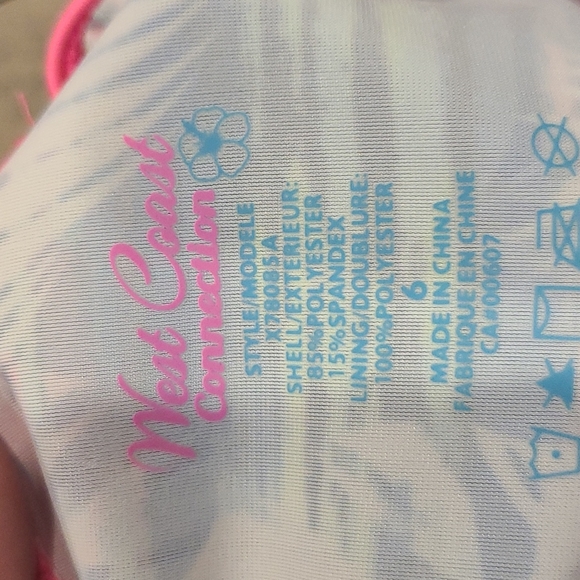 West Coast
Connection
STYLE/MODELE
X78085A
SHELL/EXTERIEUR:
85%POLYESTER
15%SPANDEX
LINING/DOUBLURE:
100%POLYESTER
6
MADE IN CHINA
FABRIQUE EN CHINE
CA#00607